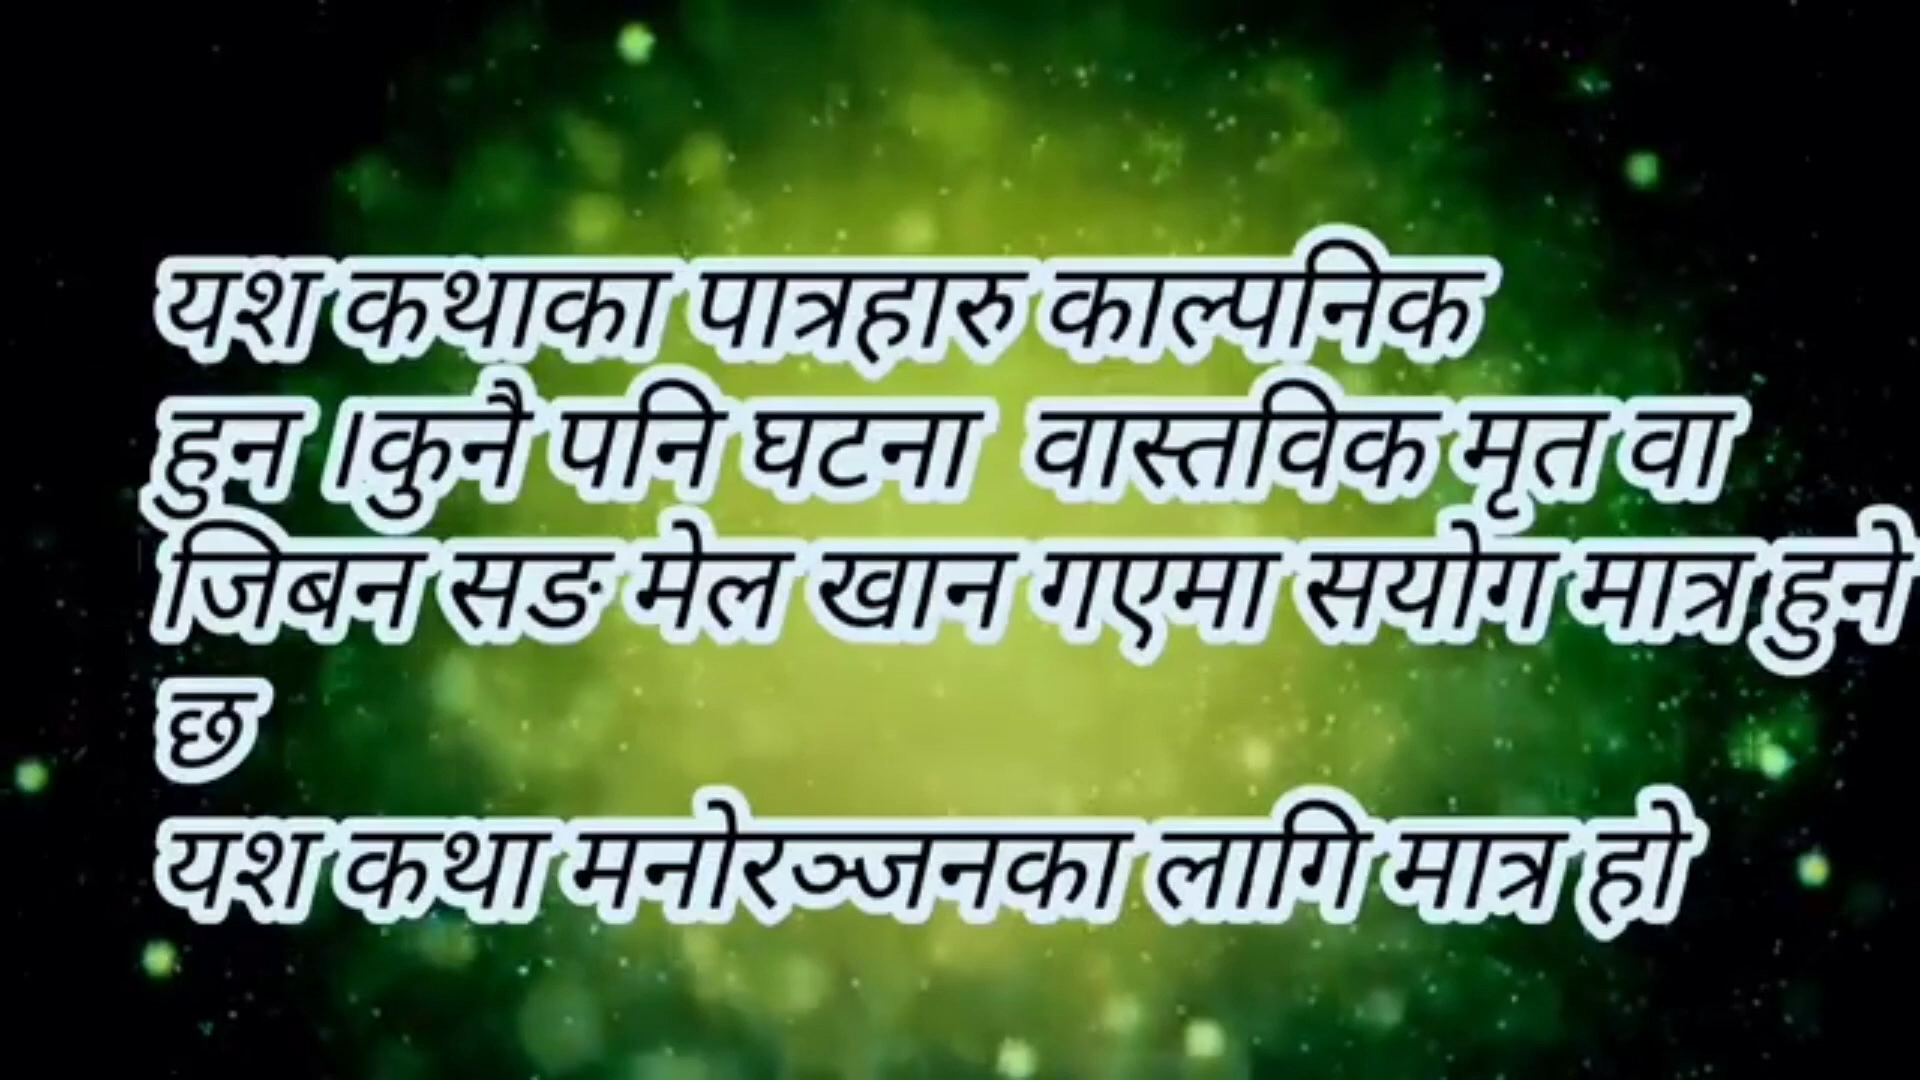 यश कथाका पात्रहारु काल्पनिक
हुन ।कुनै पनि घटना वास्तविक मृत वा
जिबन सङ मेल खान गएमा सयोग मात्र हुने
छ
यश कथा मनोरञ्जनका लागि मात्र हो